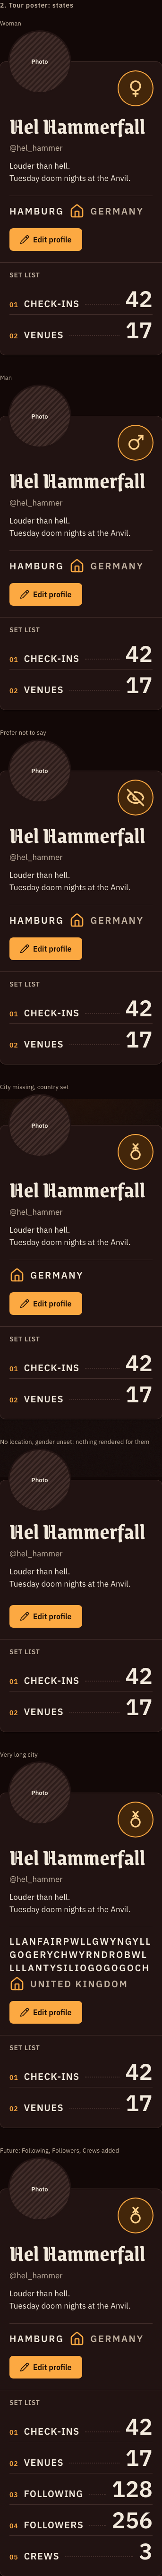 2. Tour poster: states
Woman
Photo
Hel Hammerfall
@hel_hammer
Louder than hell.
Tuesday doom nights at the Anvil.
HAMBURG GERMANY
Edit profile
SET LIST
01 CHECK-INS 42
02 VENUES 17
Man
Photo
Hel Hammerfall
@hel_hammer
Louder than hell.
Tuesday doom nights at the Anvil.
HAMBURG GERMANY
Edit profile
SET LIST
01 CHECK-INS 42
02 VENUES 17
Prefer not to say
Photo
Hel Hammerfall
@hel_hammer
Louder than hell.
Tuesday doom nights at the Anvil.
HAMBURG GERMANY
Edit profile
SET LIST
01 CHECK-INS 42
02 VENUES 17
City missing, country set
Photo
Hel Hammerfall
@hel_hammer
Louder than hell.
Tuesday doom nights at the Anvil.
GERMANY
Edit profile
SET LIST
01 CHECK-INS 42
02 VENUES 17
No location, gender unset: nothing rendered for them
Photo
Hel Hammerfall
@hel_hammer
Louder than hell.
Tuesday doom nights at the Anvil.
Edit profile
SET LIST
01 CHECK-INS 42
02 VENUES 17
Very long city
Photo
Hel Hammerfall
@hel_hammer
Louder than hell.
Tuesday doom nights at the Anvil.
LLANFAIRPWLLGWYNGYLL
GOGERYCHWYRNDROBWL
LLLANTYSILIOGOGOGOCH
UNITED KINGDOM
Edit profile
SET LIST
01 CHECK-INS 42
02 VENUES 17
Future: Following, Followers, Crews added
Photo
Hel Hammerfall
@hel_hammer
Louder than hell.
Tuesday doom nights at the Anvil.
HAMBURG GERMANY
Edit profile
SET LIST
01 CHECK-INS 42
02 VENUES 17
03 FOLLOWING 128
04 FOLLOWERS 256
05 CREWS 3